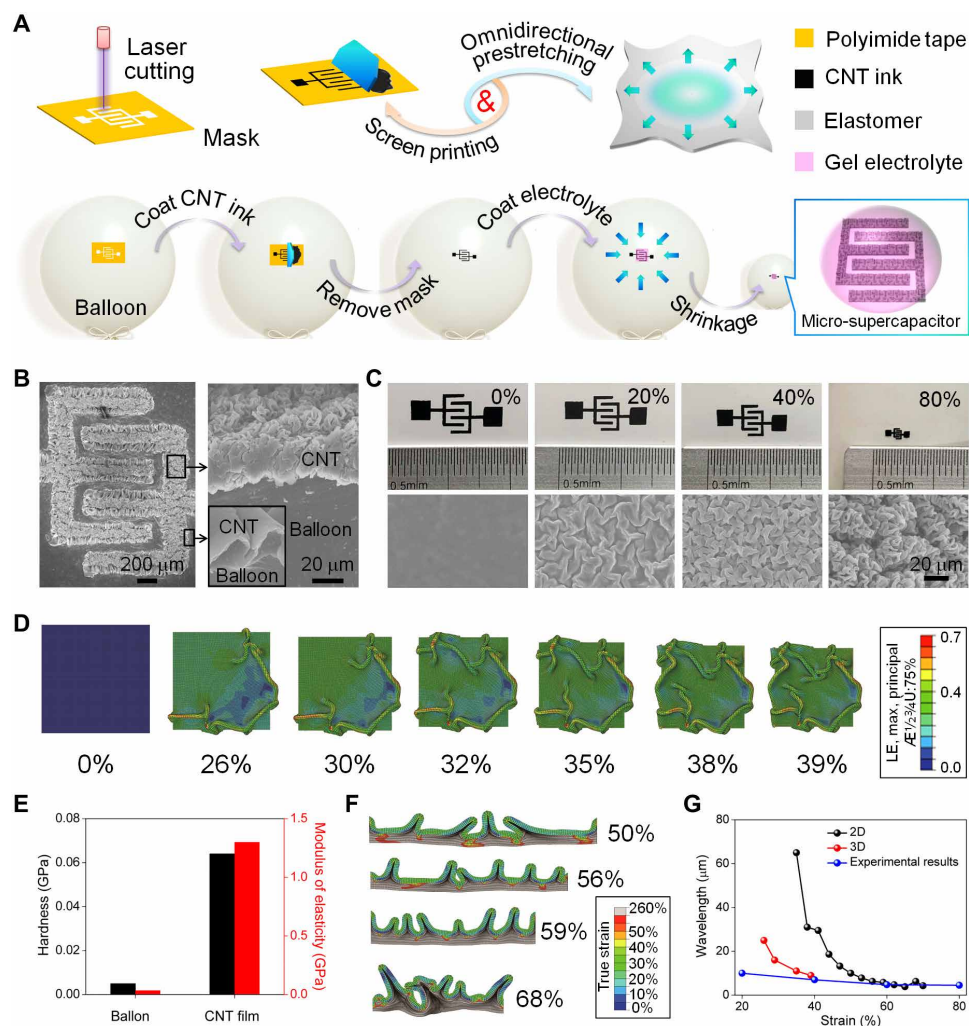 A
Laser
cutting
Mask
Omnidirectional
prestretching
&
Screen printing
Polyimide tape
CNT ink
Elastomer
Gel electrolyte
Coat CNT ink
Remove mask
Coat electrolyte
Shrinkage
Balloon
Micro-supercapacitor
B
CNT
CNT
Balloon
Balloon
200 μm
20 μm
C
0%
20%
40%
80%
0.5mm
0.5mm
0.5mm
0.5mm
20 μm
D
0%
26%
30%
32%
35%
38%
39%
LE, max, principal
Æ½¾U:75%
0.7
0.4
0.0
E
Hardness (GPa)
0.08
0.06
0.04
0.02
0.00
Modulus of elasticity (GPa)
1.5
1.0
0.5
0.0
Ballon
CNT film
F
50%
56%
59%
68%
True strain
260%
50%
40%
30%
20%
10%
0%
G
Wavelength (μm)
80
60
40
20
0
2D
3D
Experimental results
20
40
60
80
Strain (%)